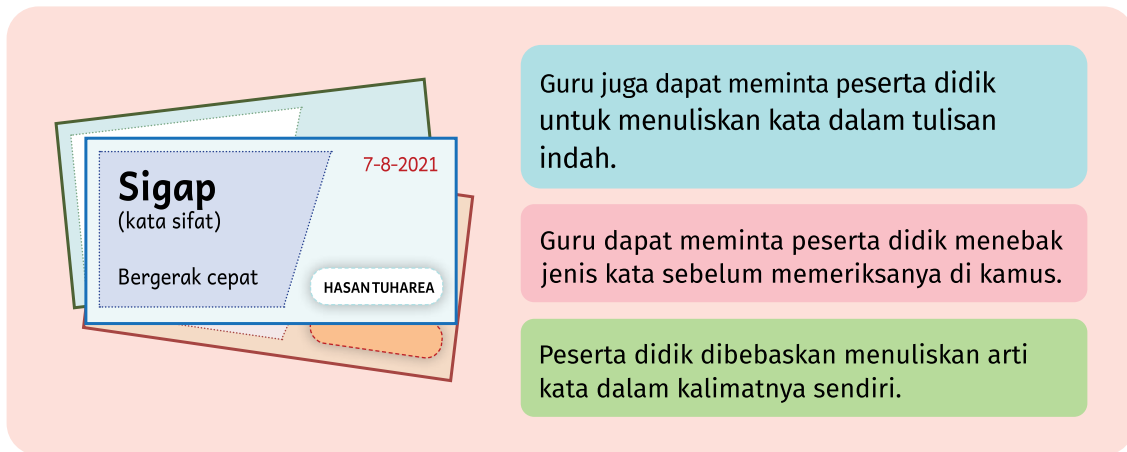 Sigap
(kata sifat)
Bergerak cepat
7-8-2021
HASAN TUHAREA
Guru juga dapat meminta peserta didik
untuk menuliskan kata dalam tulisan
indah.
Guru dapat meminta peserta didik menebak
jenis kata sebelum memeriksanya di kamus.
Peserta didik dibebaskan menuliskan arti
kata dalam kalimatnya sendiri.